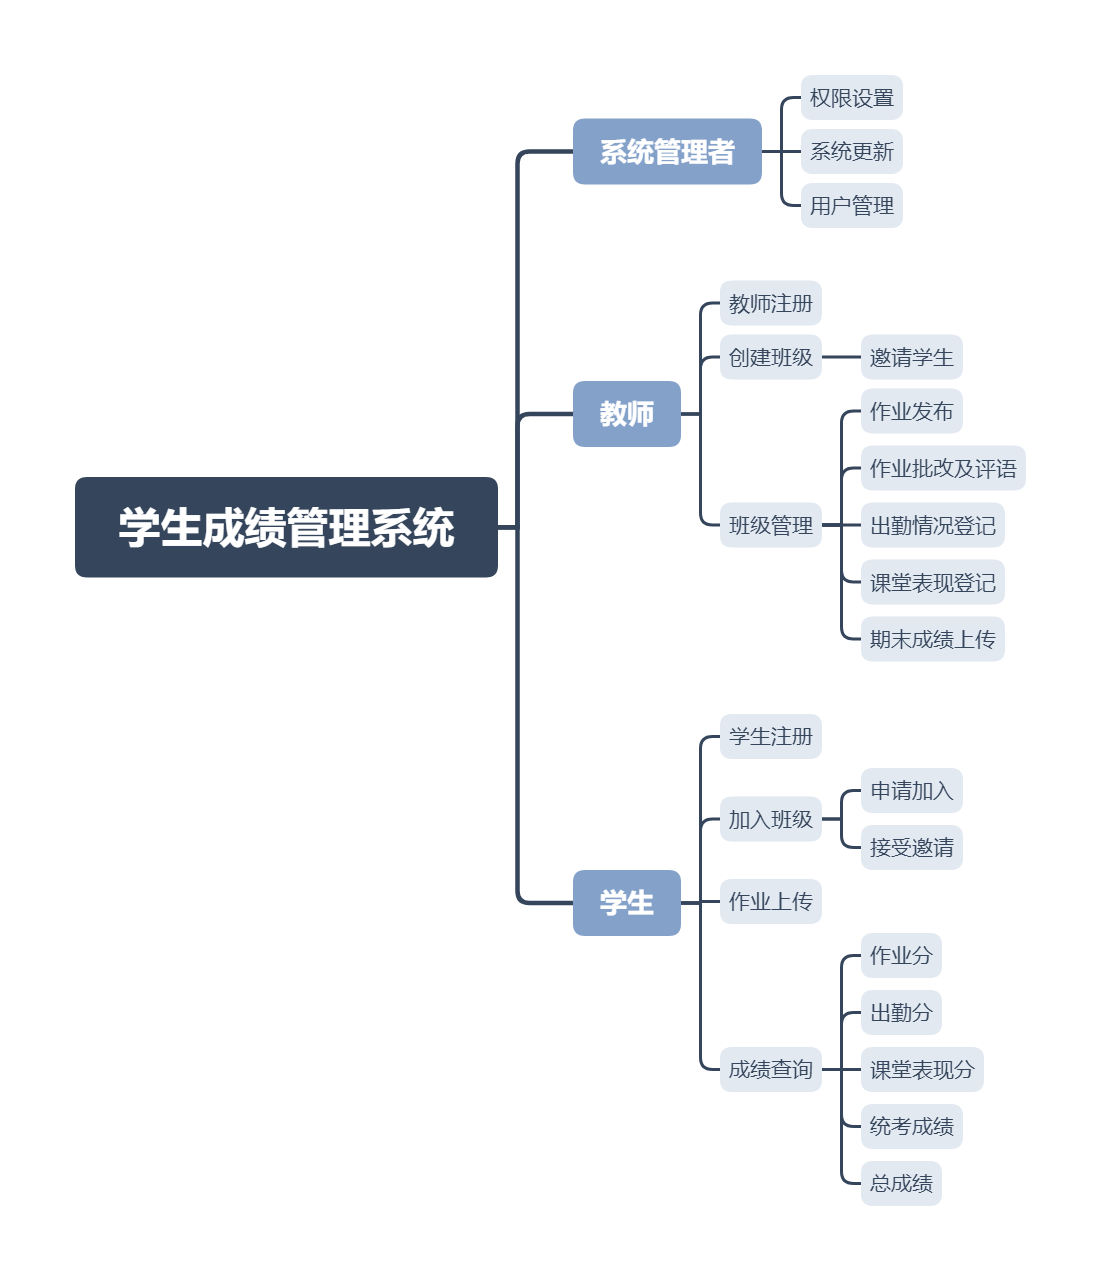 学生成绩管理系统
系统管理者
权限设置
系统更新
用户管理
教师
教师注册
创建班级
邀请学生
班级管理
作业发布
作业批改及评语
出勤情况登记
课堂表现登记
期末成绩上传
学生
学生注册
加入班级
申请加入
接受邀请
作业上传
成绩查询
作业分
出勤分
课堂表现分
统考成绩
总成绩